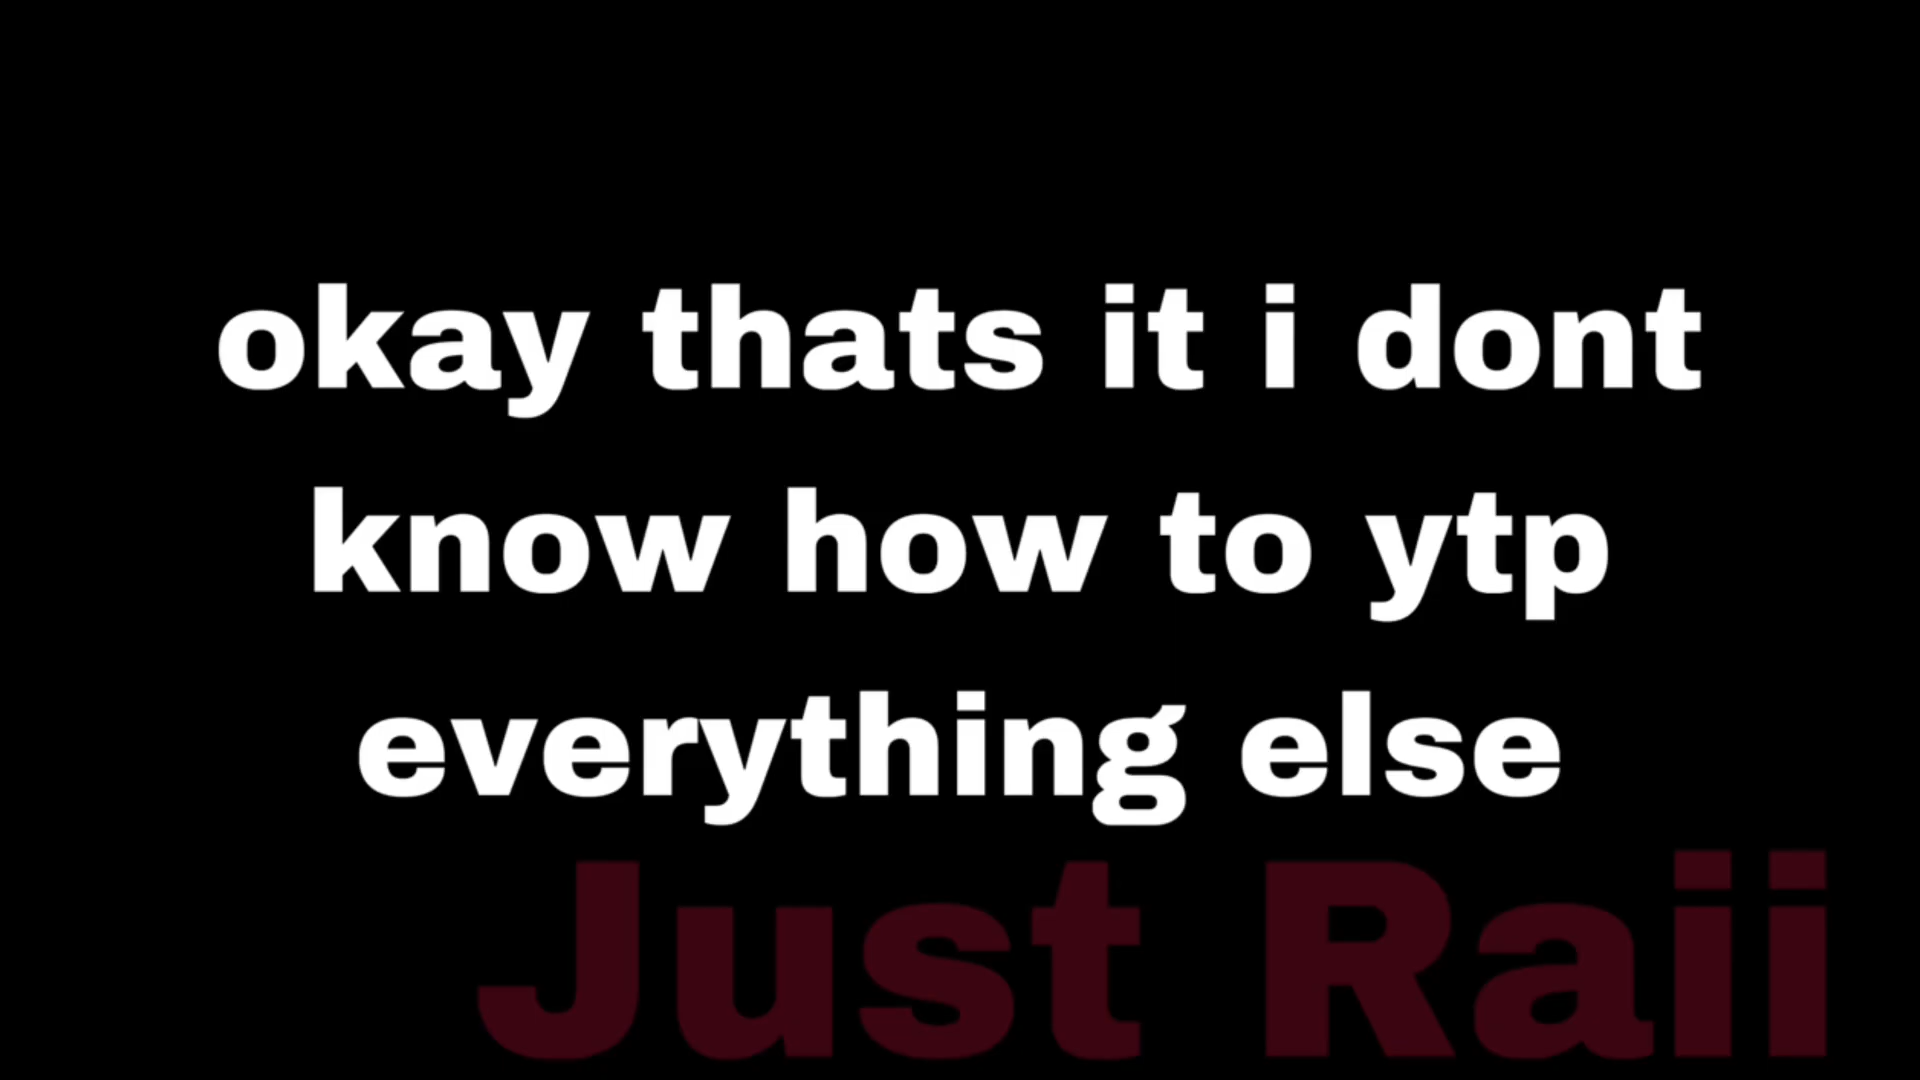 okay thats it i dont
know how to ytp
everything else
Just Raii